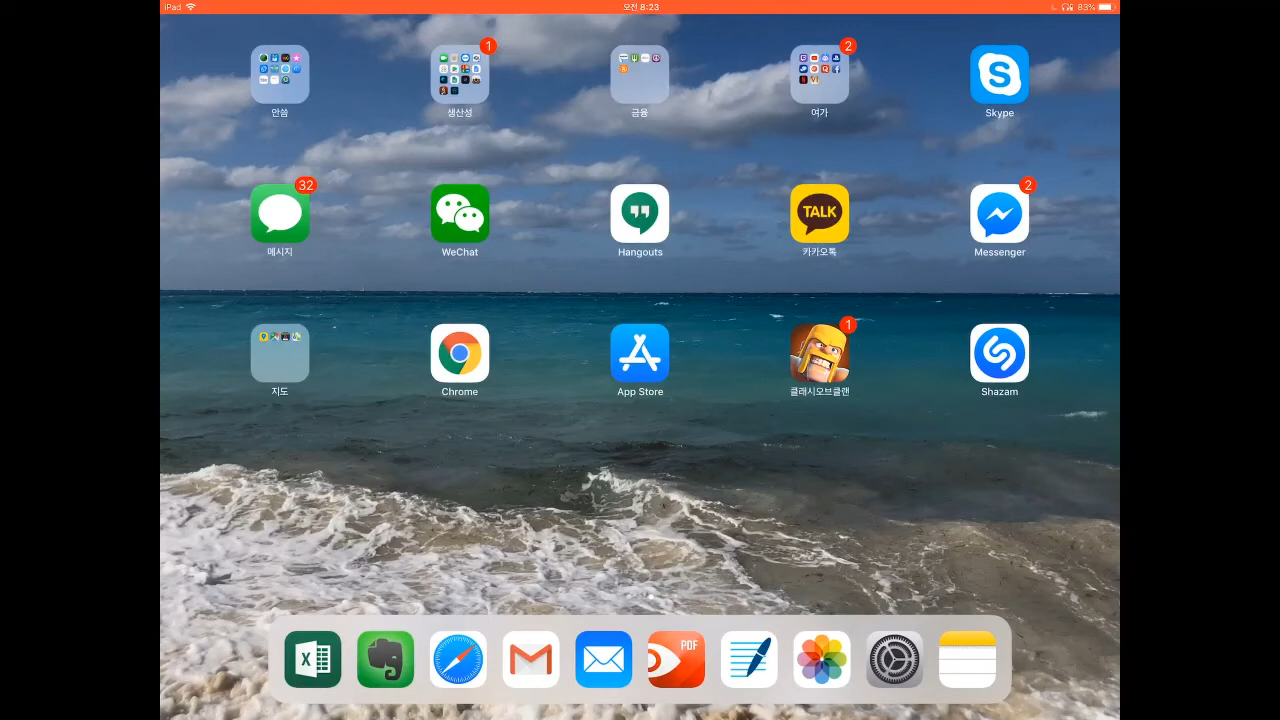 iPad
오전 8:23
83%
1
2
안씀
생산성
금융
여가
Skype
32
TALK
2
메시지
WeChat
Hangouts
카카오톡
Messenger
1
지도
Chrome
App Store
클래시오브클랜
Shazam
PDF